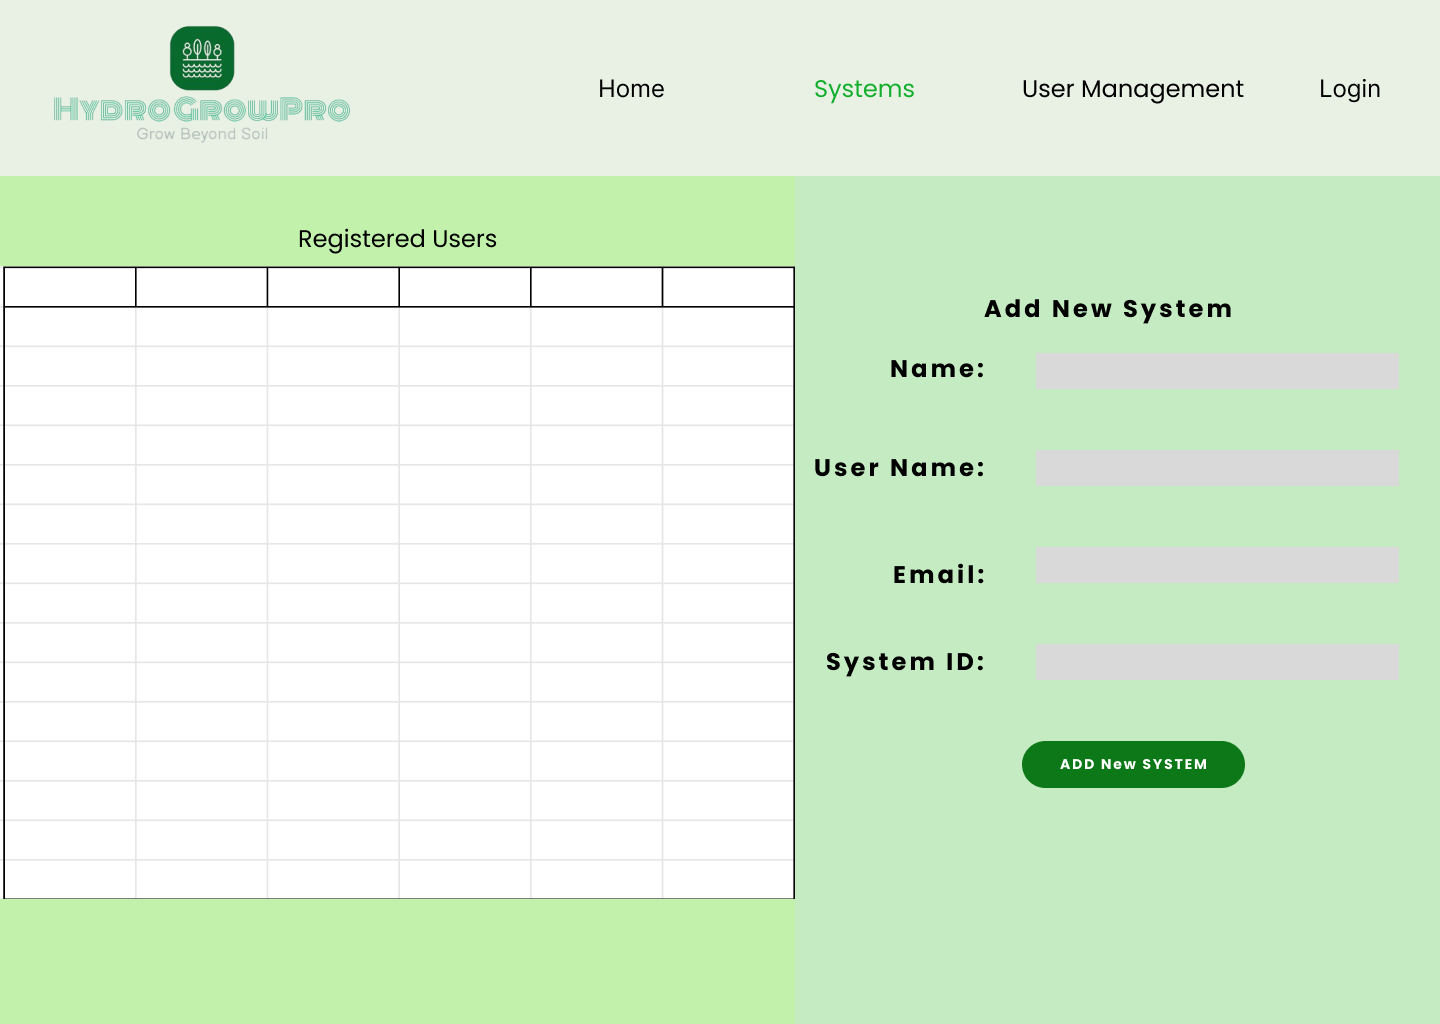 HydroGrowPro
Grow Beyond Soil
Home Systems User Management Login
Registered Users
Add New System
Name:
User Name:
Email:
System ID:
ADD New SYSTEM